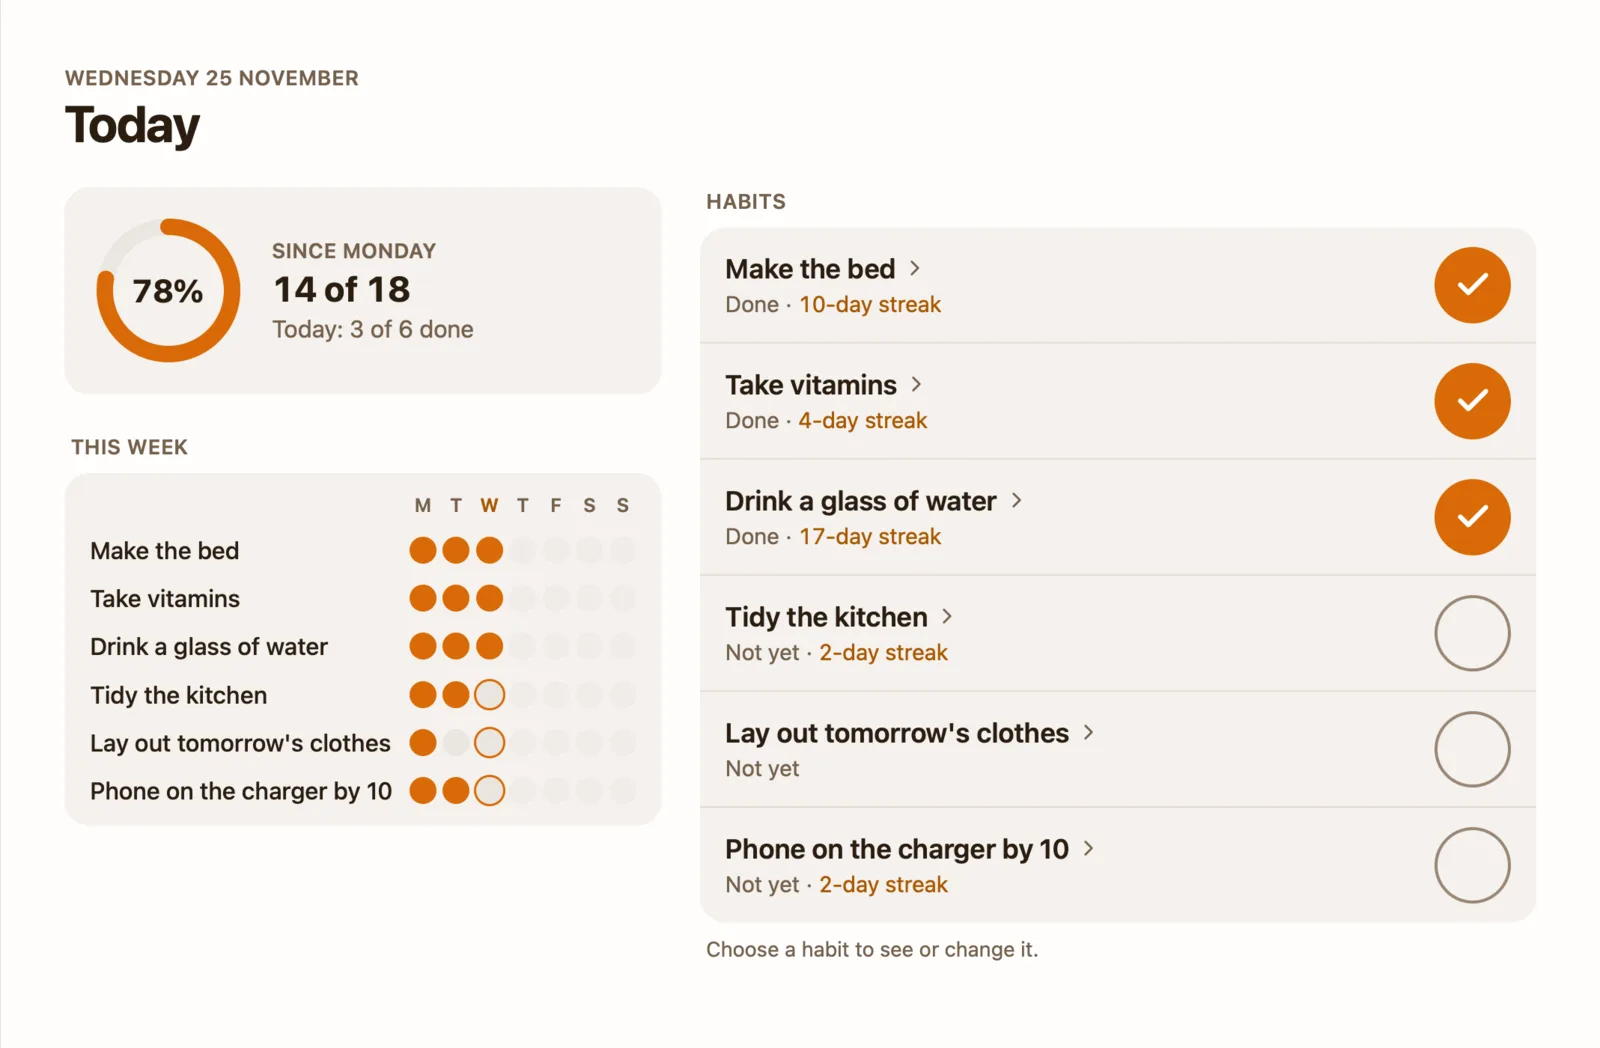 WEDNESDAY 25 NOVEMBER
Today
78%
SINCE MONDAY
14 of 18
Today: 3 of 6 done
THIS WEEK
M T W T F S S
Make the bed
Take vitamins
Drink a glass of water
Tidy the kitchen
Lay out tomorrow's clothes
Phone on the charger by 10
HABITS
Make the bed
Done · 10-day streak
Take vitamins
Done · 4-day streak
Drink a glass of water
Done · 17-day streak
Tidy the kitchen
Not yet · 2-day streak
Lay out tomorrow's clothes
Not yet
Phone on the charger by 10
Not yet · 2-day streak
Choose a habit to see or change it.